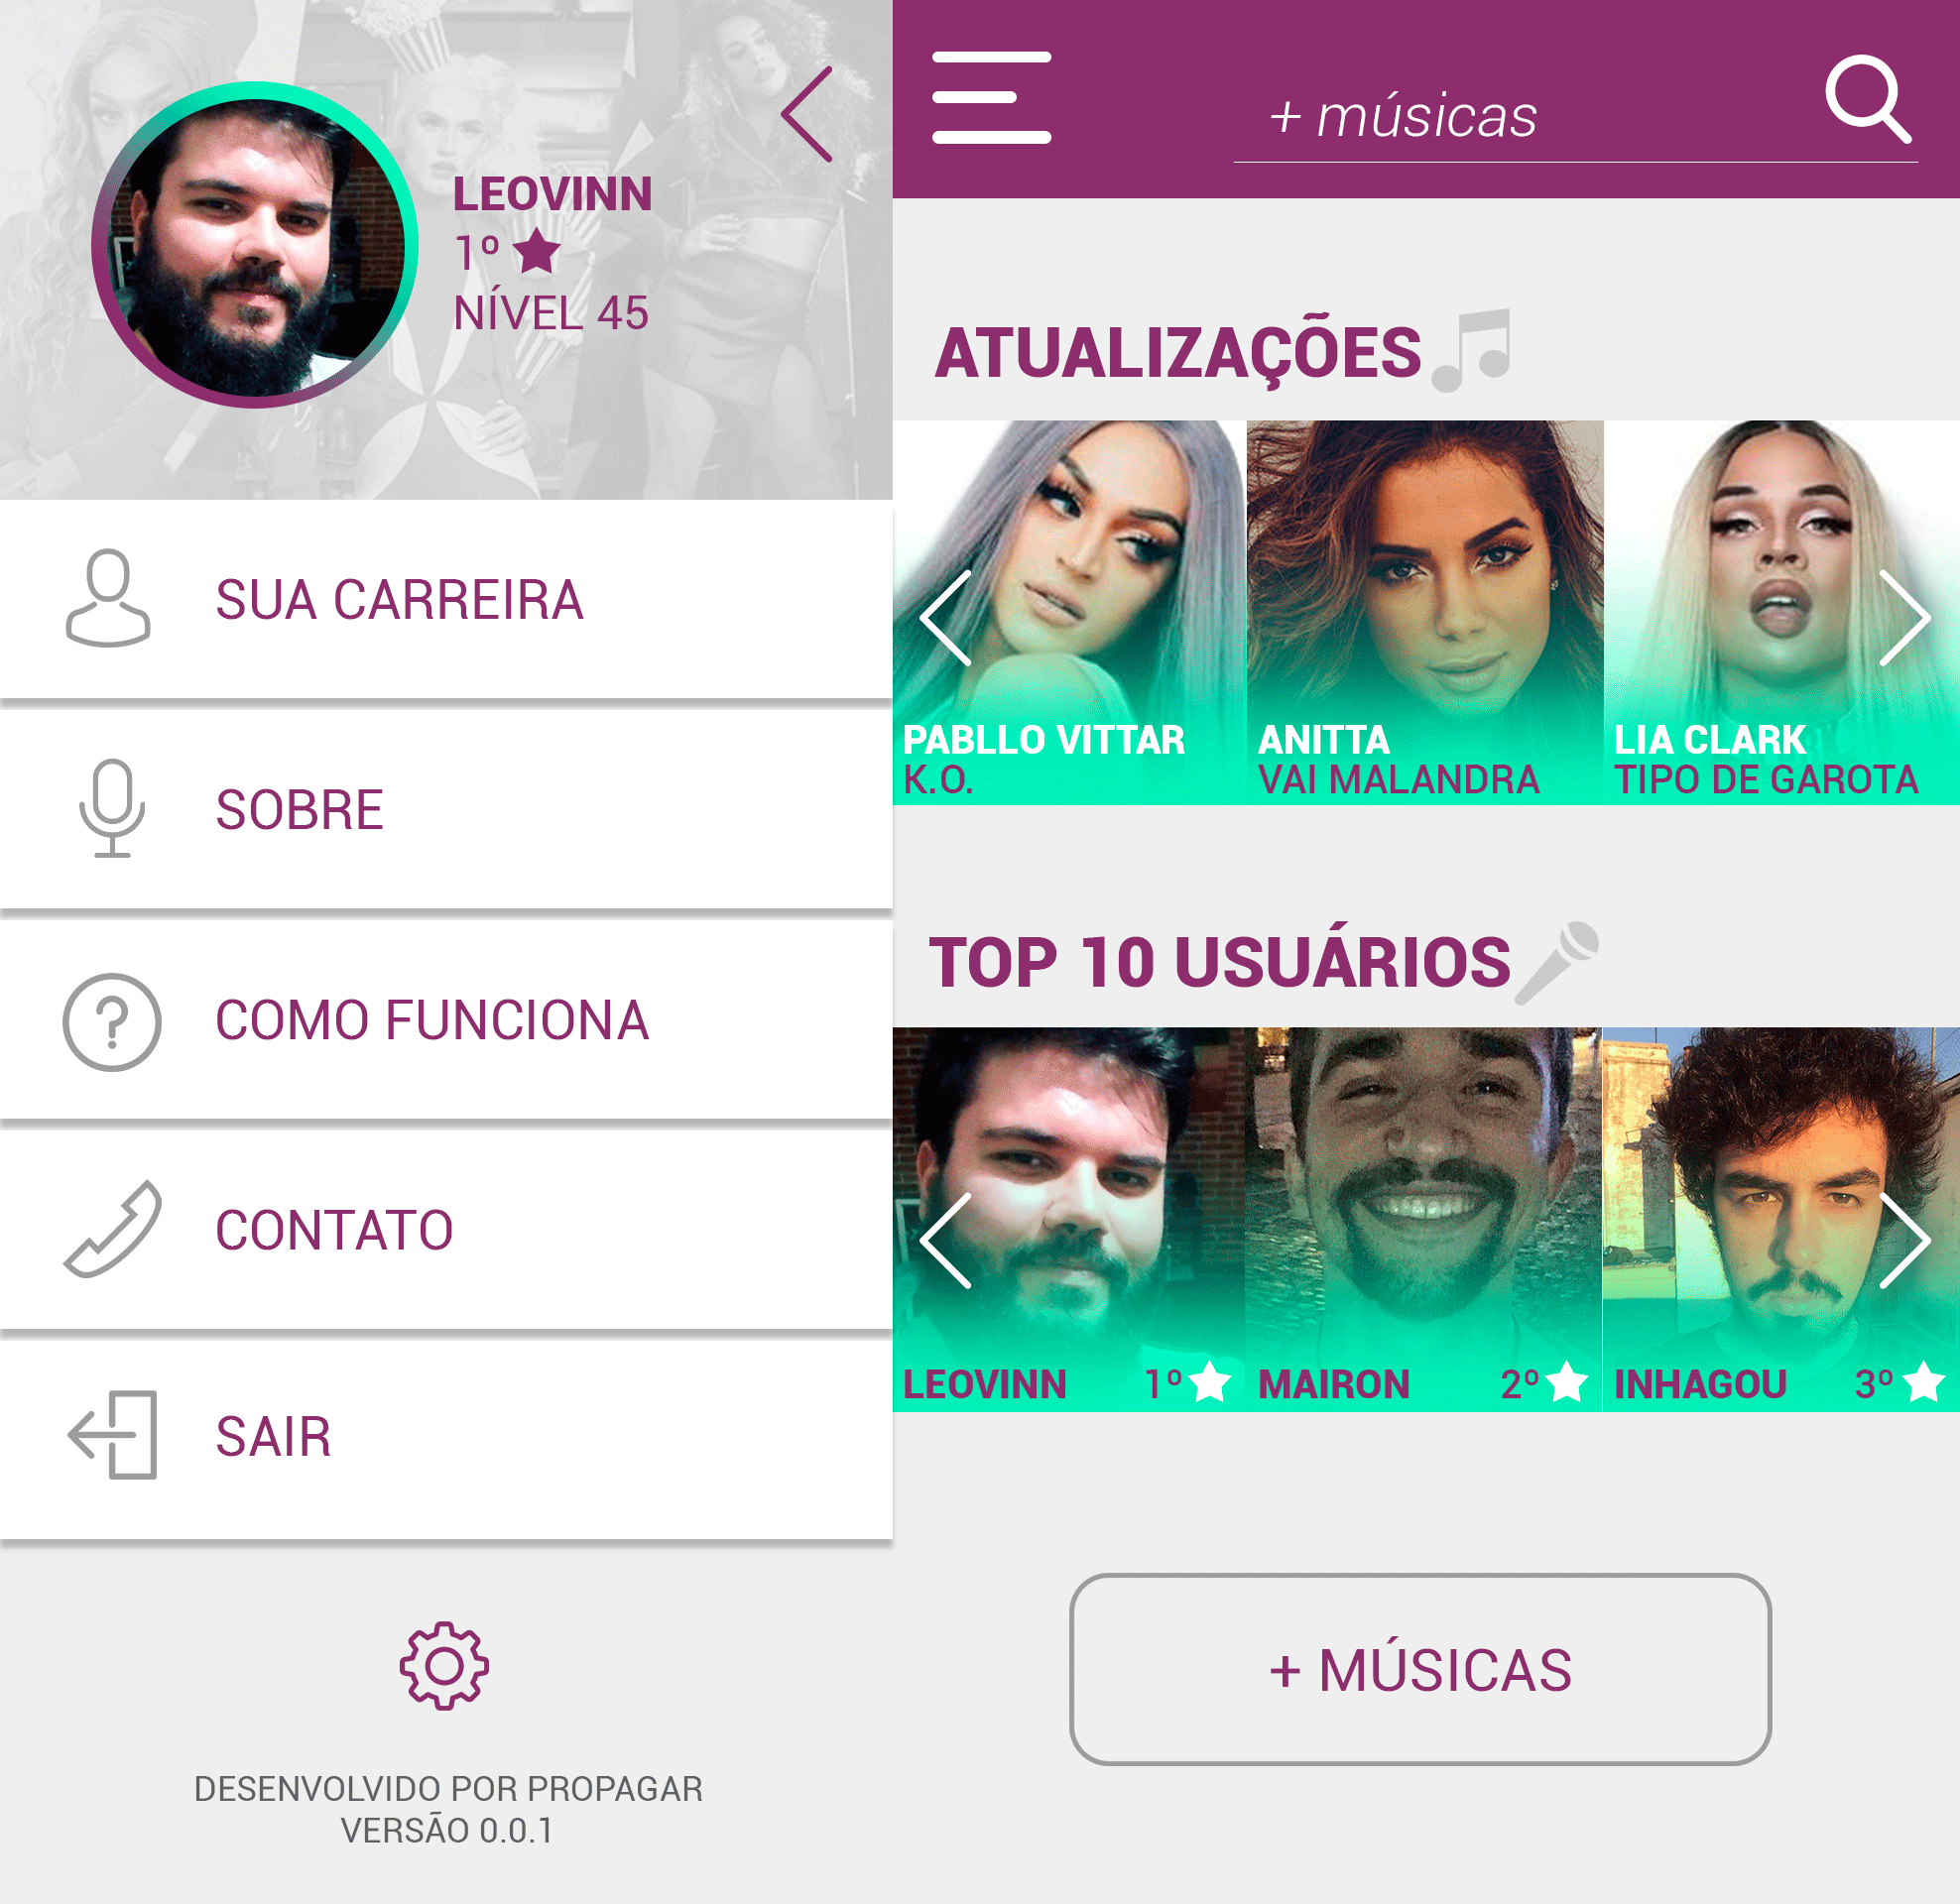 LEOVINN
1º
NÍVEL 45
SUA CARREIRA
SOBRE
COMO FUNCIONA
CONTATO
SAIR
DESENVOLVIDO POR PROPAGAR
VERSÃO 0.0.1
+ músicas
ATUALIZAÇÕES
PABLLO VITTAR
K.O.
ANITTA
VAI MALANDRA
LIA CLARK
TIPO DE GAROTA
TOP 10 USUÁRIOS
LEOVINN 1º
MAIRON 2º
INHAGOU 3º
+ MÚSICAS